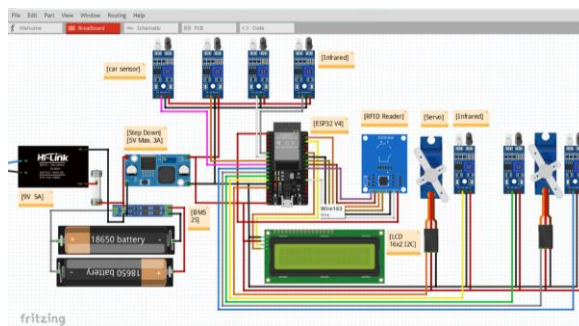 File Edit Part View Window Routing Help
Welcome
Breadboard
Schematic
PCB
Code
[car sensor]
[Infrared]
[Step Down]
[5V Max. 3A]
[ESP32 V4]
[RFID Reader]
[Servo]
[Infrared]
Hi-Link
[9V 5A]
[BMS
2S]
Wire163
18650 battery
18650 battery
[LCD
16x2 I2C]
fritzing